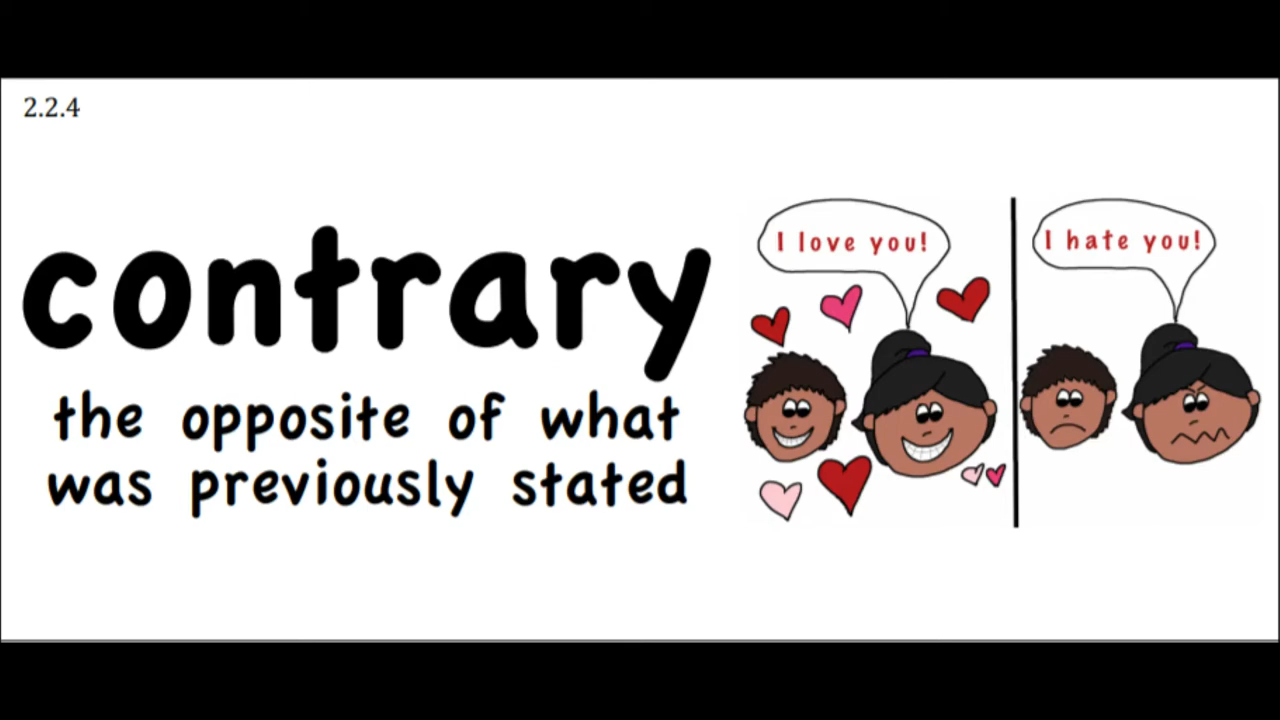 2.2.4
contrary
the opposite of what
was previously stated
I love you!
I hate you!